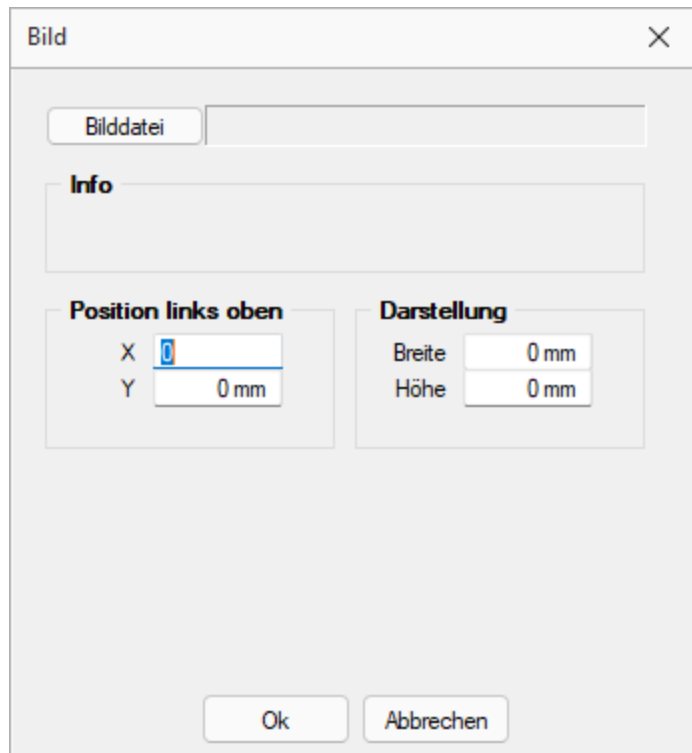 Bild
Bilddatei
Info
Position links oben
X 0
Y 0 mm
Darstellung
Breite 0 mm
Höhe 0 mm
Ok Abbrechen